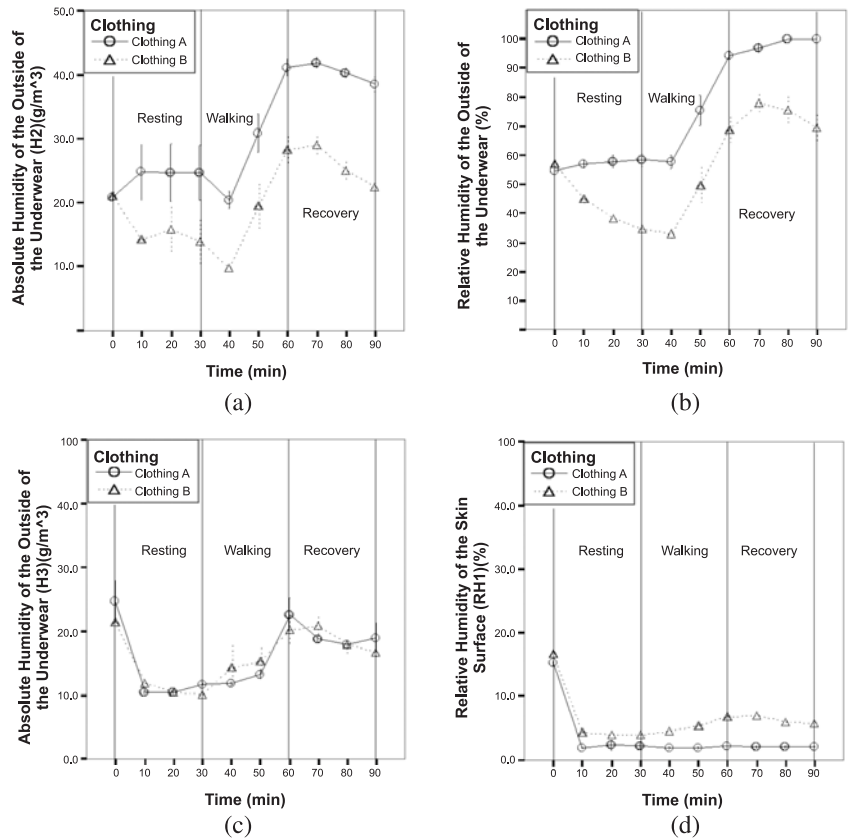 Absolute Humidity of the Outside of
the Underwear (H2)(g/m^3)
50.0
40.0
30.0
20.0
10.0
Clothing
Clothing A
Clothing B
Resting
Walking
Recovery
0 10 20 30 40 50 60 70 80 90
Time (min)
(a)
Relative Humidity of the Outside of
the Underwear (%)
100
90
80
70
60
50
40
30
20
10
Clothing
Clothing A
Clothing B
Resting
Walking
Recovery
0 10 20 30 40 50 60 70 80 90
Time (min)
(b)
Absolute Humidity of the Outside of
the Underwear (H3)(g/m^3)
100
40.0
30.0
20.0
10.0
0.0
Clothing
Clothing A
Clothing B
Resting
Walking
Recovery
0 10 20 30 40 50 60 70 80 90
Time (min)
(c)
Relative Humidity of the Skin
Surface (RH1)(%)
100
40.0
30.0
20.0
10.0
0.0
Clothing
Clothing A
Clothing B
Resting
Walking
Recovery
0 10 20 30 40 50 60 70 80 90
Time (min)
(d)